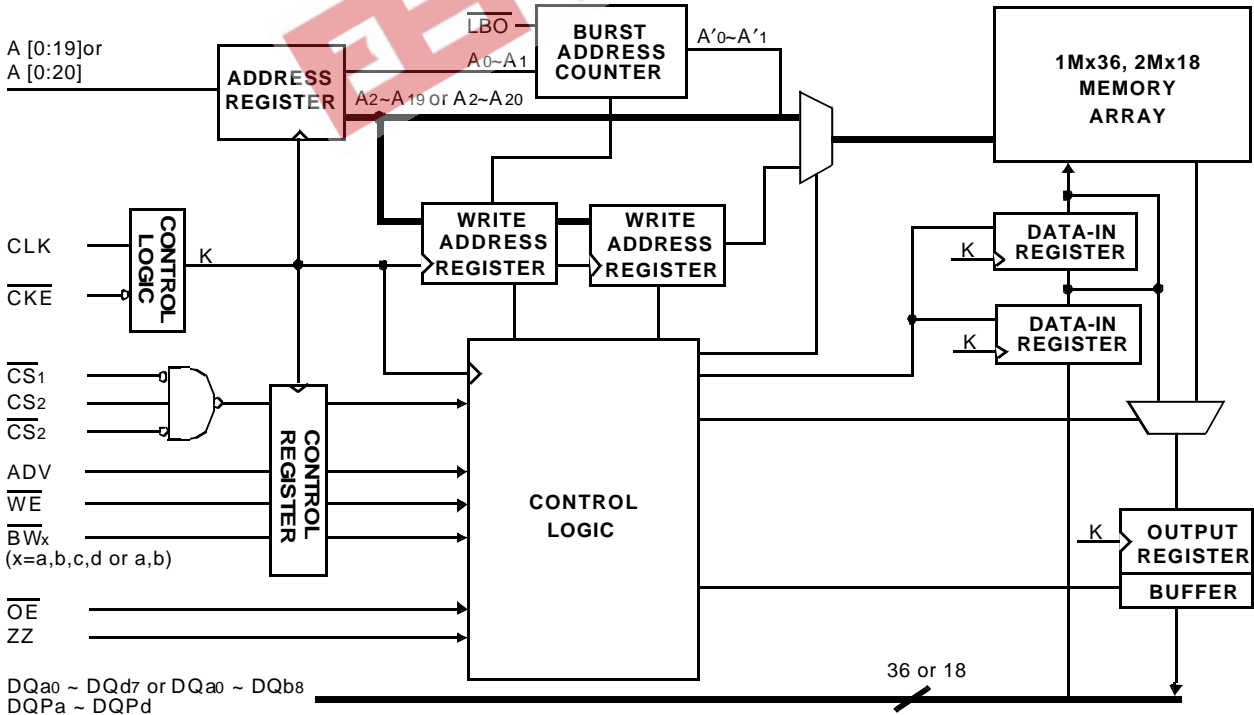 A [0:19]or
A [0:20]
ADDRESS
REGISTER
LBO
A0~A1
BURST
ADDRESS
COUNTER
A′0~A′1
A2~A19 or A2~A20
1Mx36, 2Mx18
MEMORY
ARRAY
WRITE
ADDRESS
REGISTER
WRITE
ADDRESS
REGISTER
DATA-IN
REGISTER
K
DATA-IN
REGISTER
K
CLK
CKE
CONTROL
LOGIC
K
CS1
CS2
CS2
ADV
WE
BWx
(x=a,b,c,d or a,b)
OE
ZZ
CONTROL
REGISTER
CONTROL
LOGIC
K
OUTPUT
REGISTER
BUFFER
36 or 18
DQa0 ~ DQd7 or DQa0 ~ DQb8
DQPa ~ DQPd